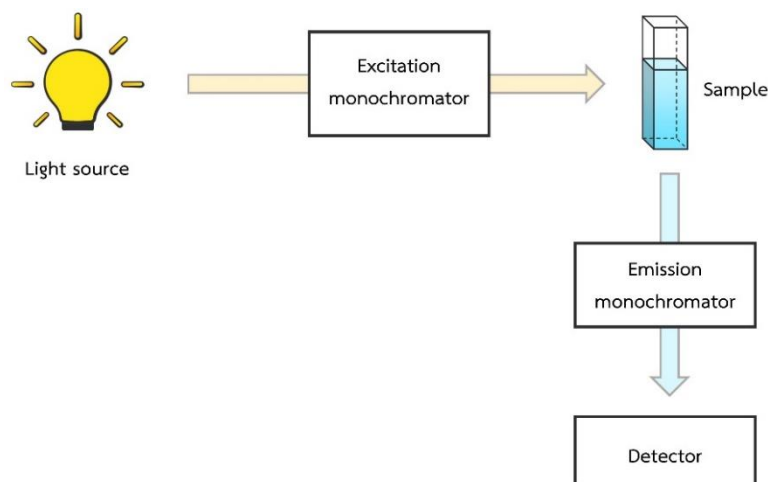 Excitation
monochromator
Sample
Light source
Emission
monochromator
Detector